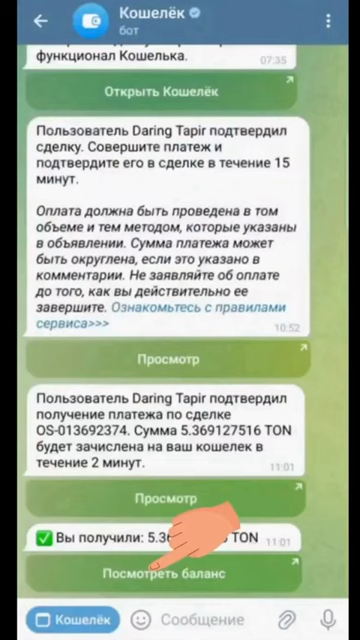 Кошелёк
бот
функционал Кошелька.
07:35
Открыть Кошелёк
Пользователь Daring Tapir подтвердил
сделку. Совершите платеж и
подтвердите его в сделке в течение 15
минут.
Оплата должна быть проведена в том
объеме и тем методом, которые указаны
в объявлении. Сумма платежа может
быть округлена, если это указано в
комментарии. Не заявляйте об оплате
до того, как вы действительно ее
завершите. Ознакомьтесь с правилами
сервиса>>>
10:52
Просмотр
Пользователь Daring Tapir подтвердил
получение платежа по сделке
OS-013692374. Сумма 5.369127516 TON
будет зачислена на ваш кошелек в
течение 2 минут.
11:01
Просмотр
Вы получили: TON
11:01
Посмотреть баланс
Кошелёк
Сообщение